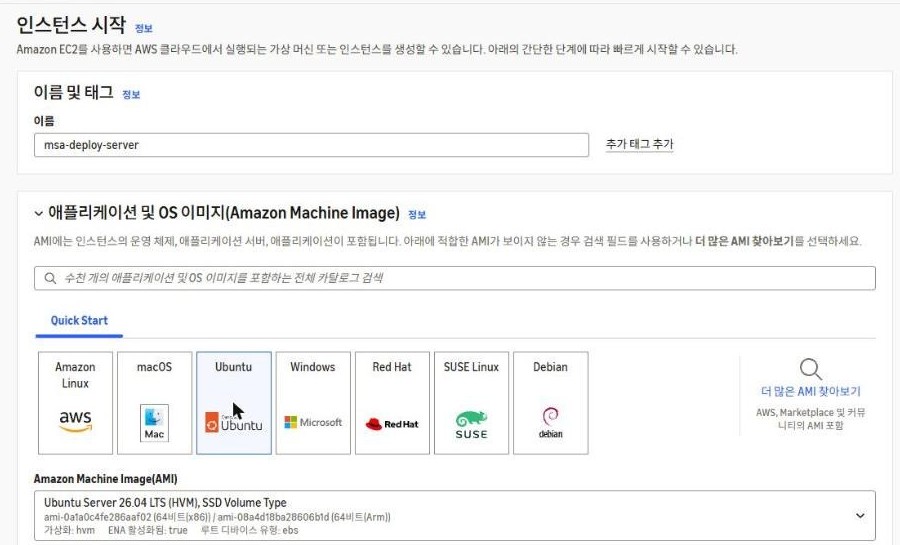 인스턴스 시작 정보
Amazon EC2를 사용하면 AWS 클라우드에서 실행되는 가상 머신 또는 인스턴스를 생성할 수 있습니다. 아래의 간단한 단계에 따라 빠르게 시작할 수 있습니다.
이름 및 태그 정보
이름
msa-deploy-server
추가 태그 추가
애플리케이션 및 OS 이미지(Amazon Machine Image) 정보
AMI에는 인스턴스의 운영 체제, 애플리케이션 서버, 애플리케이션이 포함됩니다. 아래에 적합한 AMI가 보이지 않는 경우 검색 필드를 사용하거나 더 많은 AMI 찾아보기를 선택하세요.
수천 개의 애플리케이션 및 OS 이미지를 포함하는 전체 카탈로그 검색
Quick Start
Amazon
Linux
aws
macOS
Mac
Ubuntu
Ubuntu
Windows
Microsoft
Red Hat
Red Hat
SUSE Linux
SUSE
Debian
debian
더 많은 AMI 찾아보기
AWS, Marketplace 및 커뮤
니티의 AMI 포함
Amazon Machine Image(AMI)
Ubuntu Server 26.04 LTS (HVM), SSD Volume Type
ami-0a1a0c4fe286aaf02 (64비트(x86)) / ami-08a4d18ba28606b1d (64비트(Arm))
가상화: hvm ENA 활성화됨: true 루트 디바이스 유형: ebs